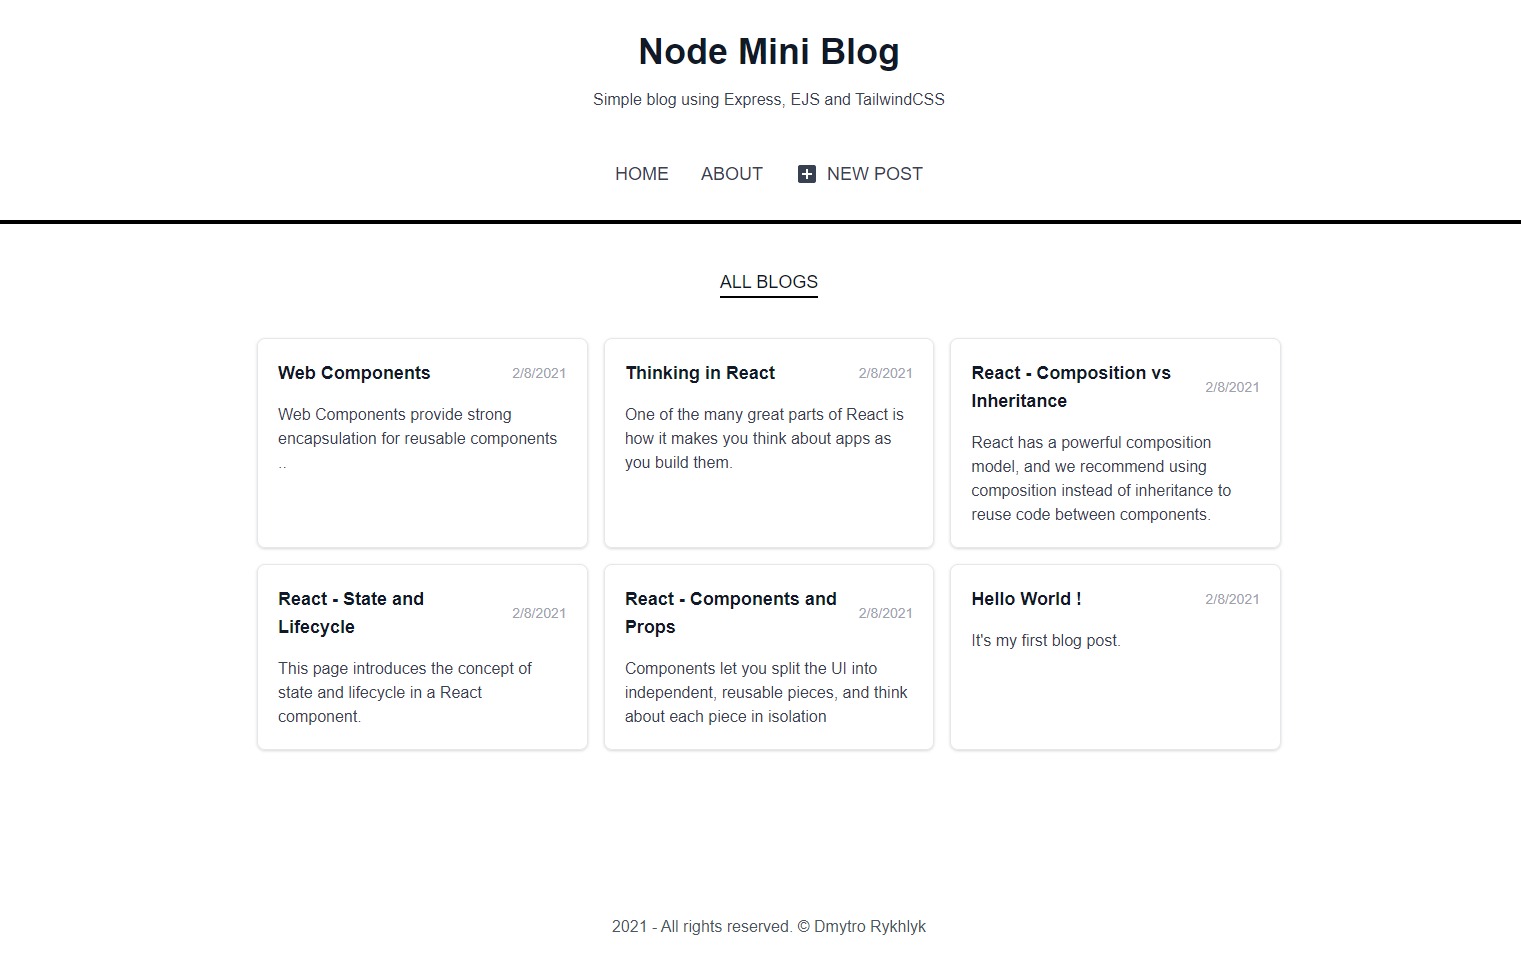 Node Mini Blog
Simple blog using Express, EJS and TailwindCSS
HOME ABOUT NEW POST
ALL BLOGS
Web Components 2/8/2021
Web Components provide strong
encapsulation for reusable components
..
Thinking in React 2/8/2021
One of the many great parts of React is
how it makes you think about apps as
you build them.
React - Composition vs
Inheritance
2/8/2021
React has a powerful composition
model, and we recommend using
composition instead of inheritance to
reuse code between components.
React - State and
Lifecycle
2/8/2021
This page introduces the concept of
state and lifecycle in a React
component.
React - Components and
Props
2/8/2021
Components let you split the UI into
independent, reusable pieces, and think
about each piece in isolation
Hello World ! 2/8/2021
It's my first blog post.
2021 - All rights reserved. © Dmytro Rykhlyk